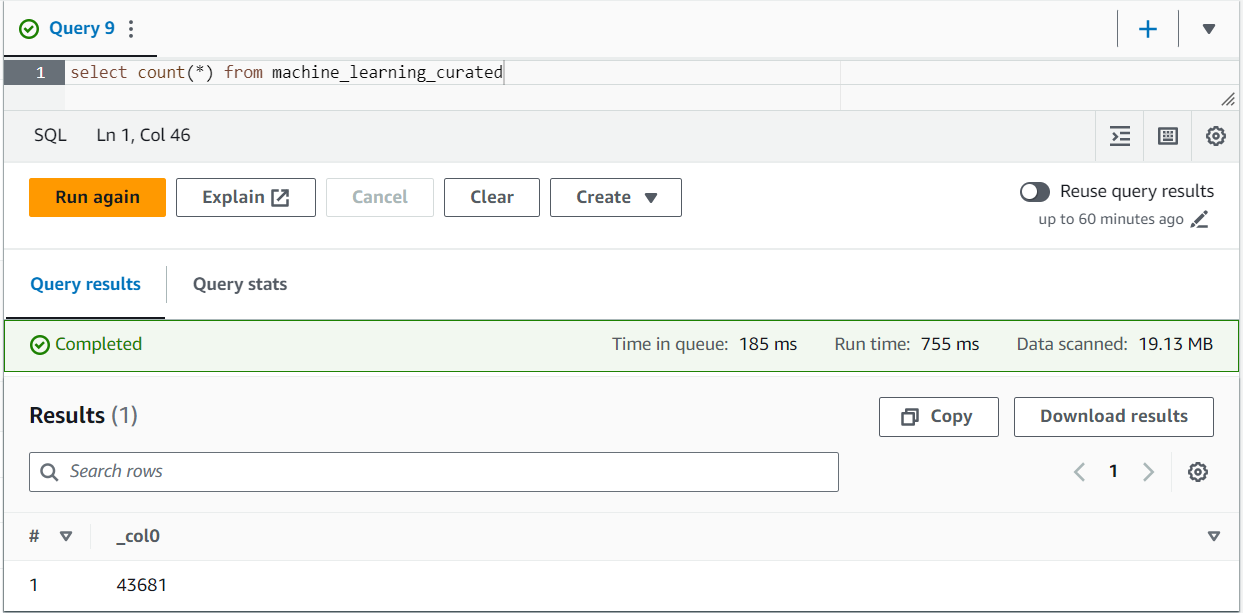 Query 9
1 select count(*) from machine_learning_curated
SQL Ln 1, Col 46
Run again Explain Cancel Clear Create Reuse query results
up to 60 minutes ago
Query results Query stats
Completed Time in queue: 185 ms Run time: 755 ms Data scanned: 19.13 MB
Results (1) Copy Download results
Search rows 1
# _col0
1 43681